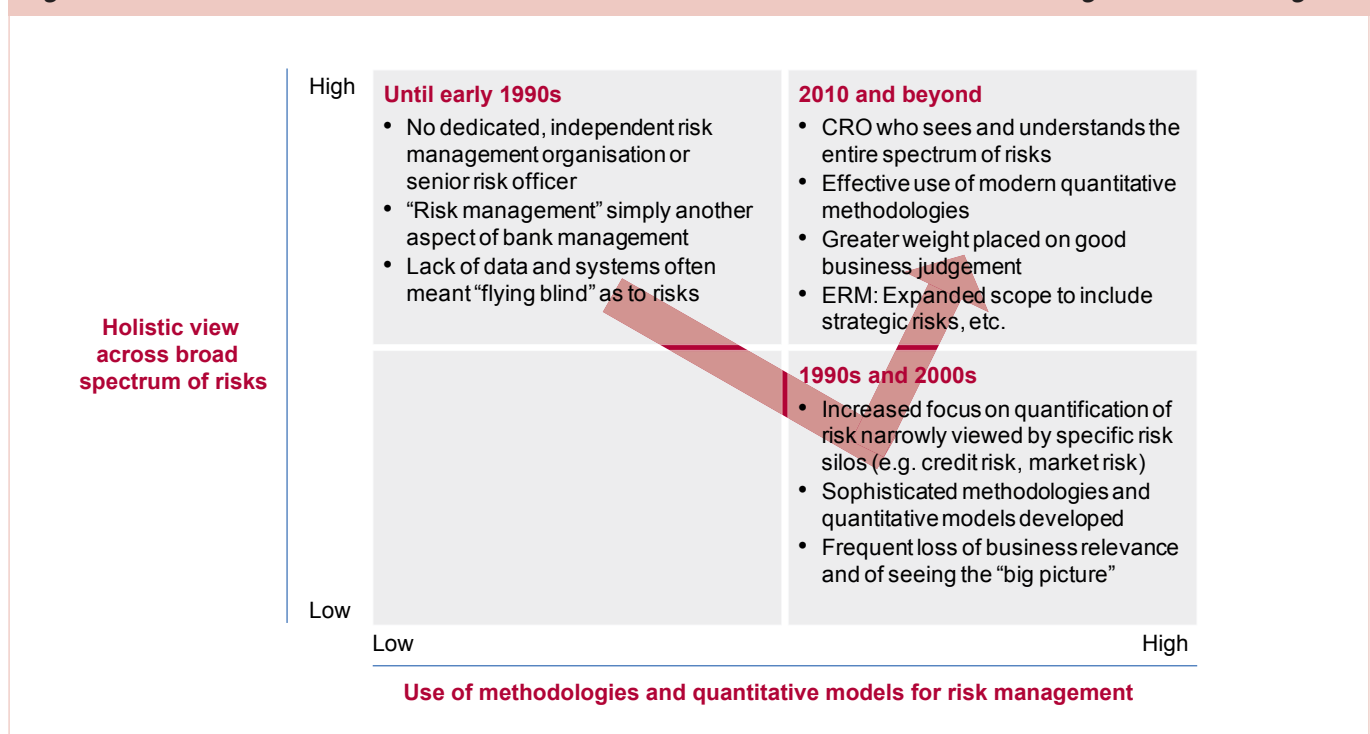 High
Until early 1990s
• No dedicated, independent risk
management organisation or
senior risk officer
• “Risk management” simply another
aspect of bank management
• Lack of data and systems often
meant “flying blind” as to risks
2010 and beyond
• CRO who sees and understands the
entire spectrum of risks
• Effective use of modern quantitative
methodologies
• Greater weight placed on good
business judgement
• ERM: Expanded scope to include
strategic risks, etc.
Holistic view
across broad
spectrum of risks
1990s and 2000s
• Increased focus on quantification of
risk narrowly viewed by specific risk
silos (e.g. credit risk, market risk)
• Sophisticated methodologies and
quantitative models developed
• Frequent loss of business relevance
and of seeing the “big picture”
Low
Low
High
Use of methodologies and quantitative models for risk management